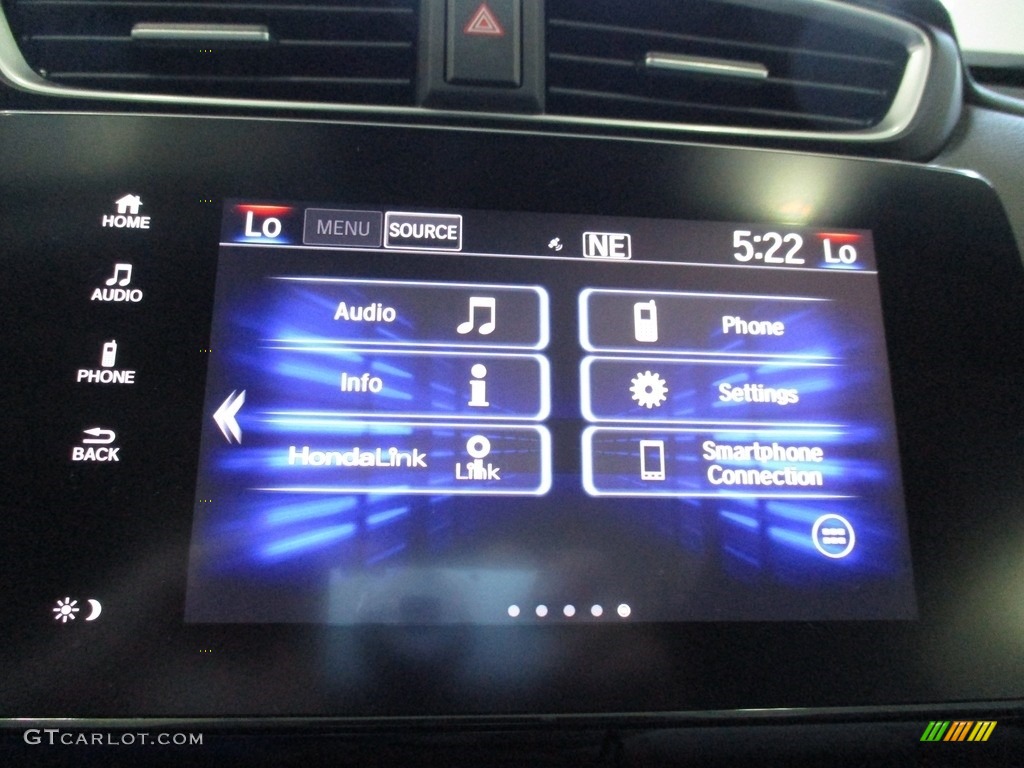 HOME
AUDIO
PHONE
BACK
Lo MENU SOURCE NE 5:22 Lo
Audio Phone
Info Settings
HondaLink Link Smartphone
Connection
GTCARLOT.COM